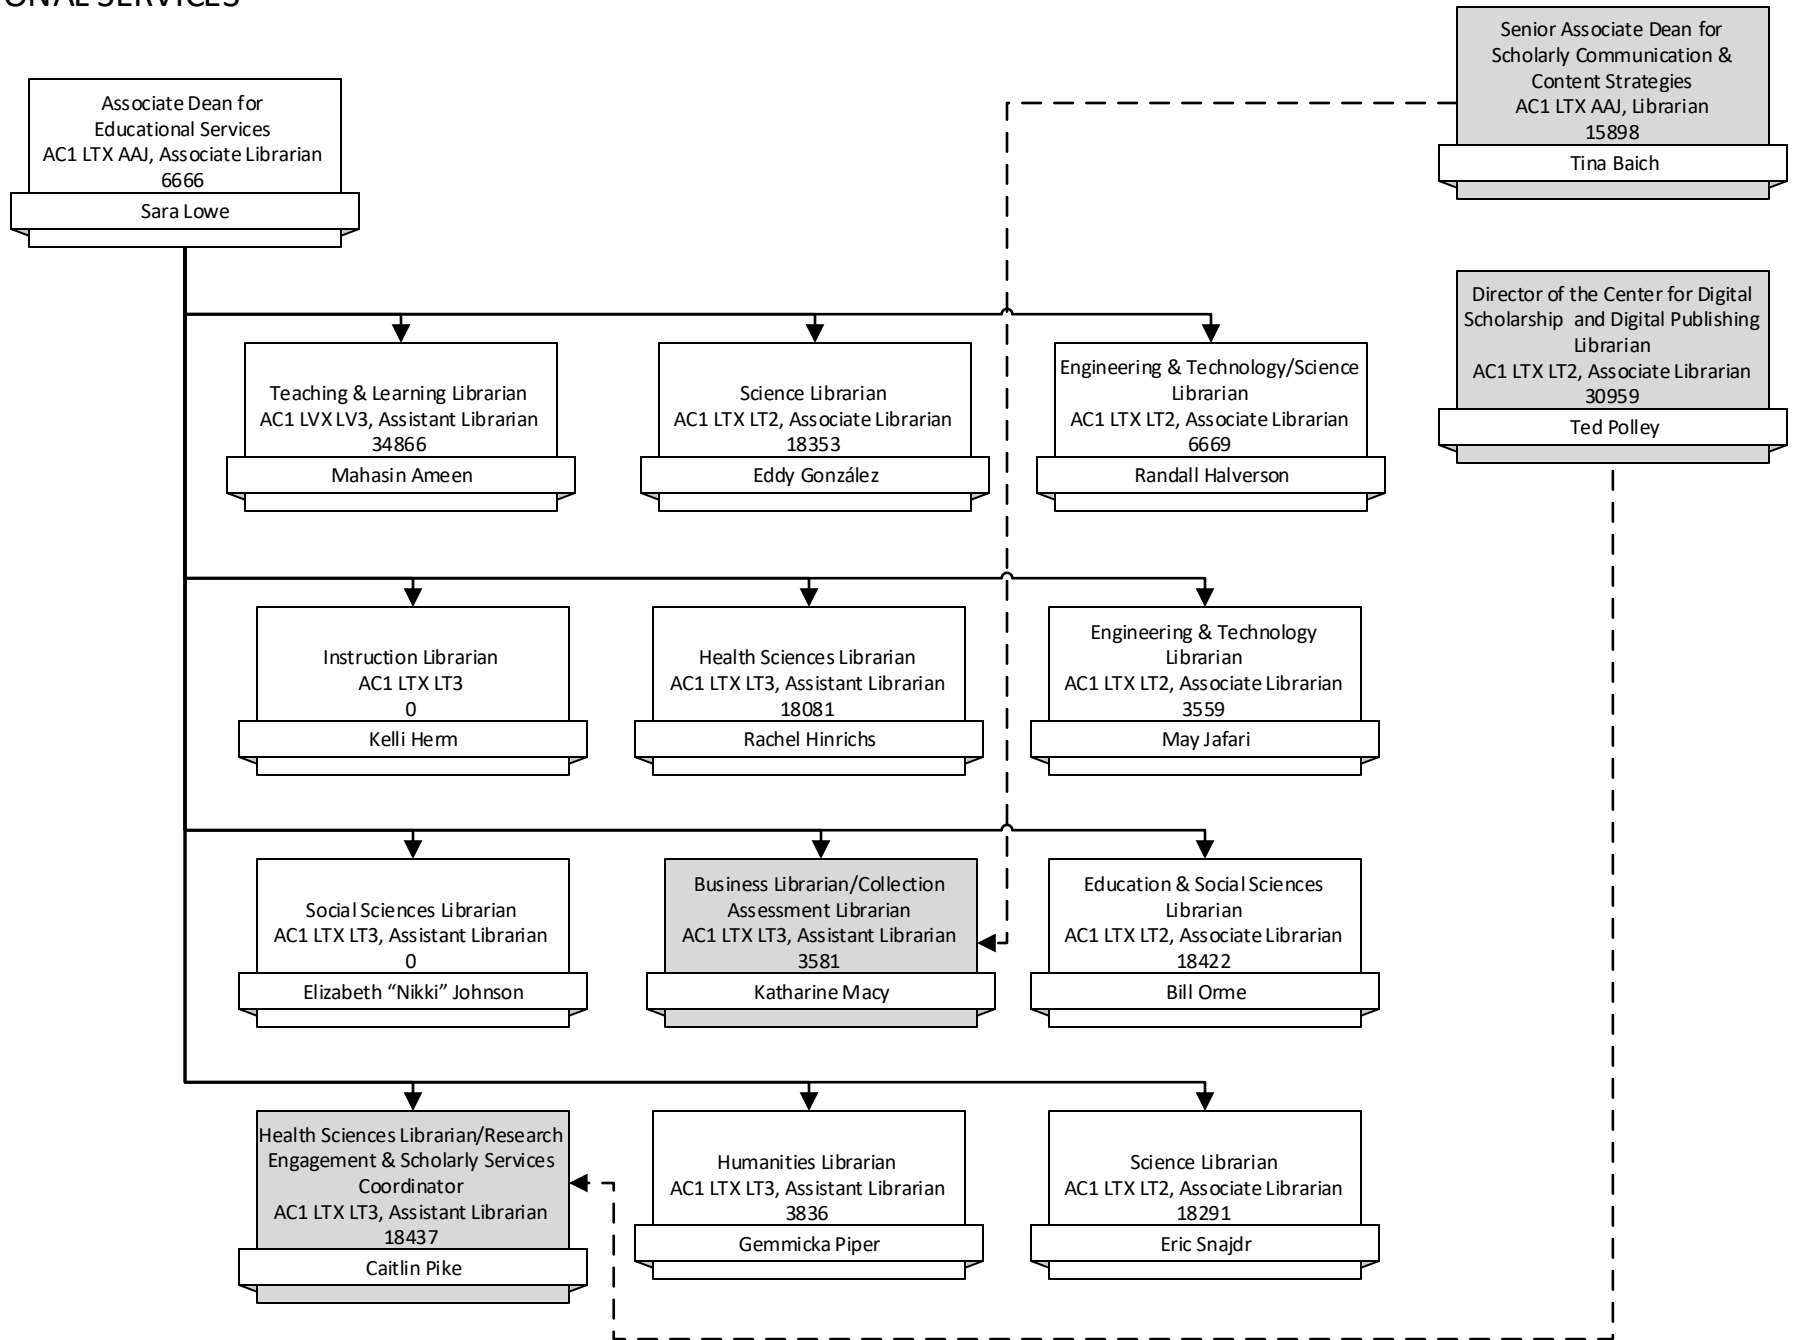 ONAL SERVICES
Senior Associate Dean for
Scholarly Communication &
Content Strategies
AC1 LTX AAJ, Librarian
15898
Tina Baich
Associate Dean for
Educational Services
AC1 LTX AAJ, Associate Librarian
6666
Sara Lowe
Director of the Center for Digital
Scholarship and Digital Publishing
Librarian
AC1 LTX LT2, Associate Librarian
30959
Ted Polley
Teaching & Learning Librarian
AC1 LVX LV3, Assistant Librarian
34866
Mahasin Ameen
Science Librarian
AC1 LTX LT2, Associate Librarian
18353
Eddy González
Engineering & Technology/Science
Librarian
AC1 LTX LT2, Associate Librarian
6669
Randall Halverson
Instruction Librarian
AC1 LTX LT3
0
Kelli Herm
Health Sciences Librarian
AC1 LTX LT3, Assistant Librarian
18081
Rachel Hinrichs
Engineering & Technology
Librarian
AC1 LTX LT2, Associate Librarian
3559
May Jafari
Social Sciences Librarian
AC1 LTX LT3, Assistant Librarian
0
Elizabeth “Nikki” Johnson
Business Librarian/Collection
Assessment Librarian
AC1 LTX LT3, Assistant Librarian
3581
Katharine Macy
Education & Social Sciences
Librarian
AC1 LTX LT2, Associate Librarian
18422
Bill Orme
Health Sciences Librarian/Research
Engagement & Scholarly Services
Coordinator
AC1 LTX LT3, Assistant Librarian
18437
Caitlin Pike
Humanities Librarian
AC1 LTX LT3, Assistant Librarian
3836
Gemmicka Piper
Science Librarian
AC1 LTX LT2, Associate Librarian
18291
Eric Snajdr